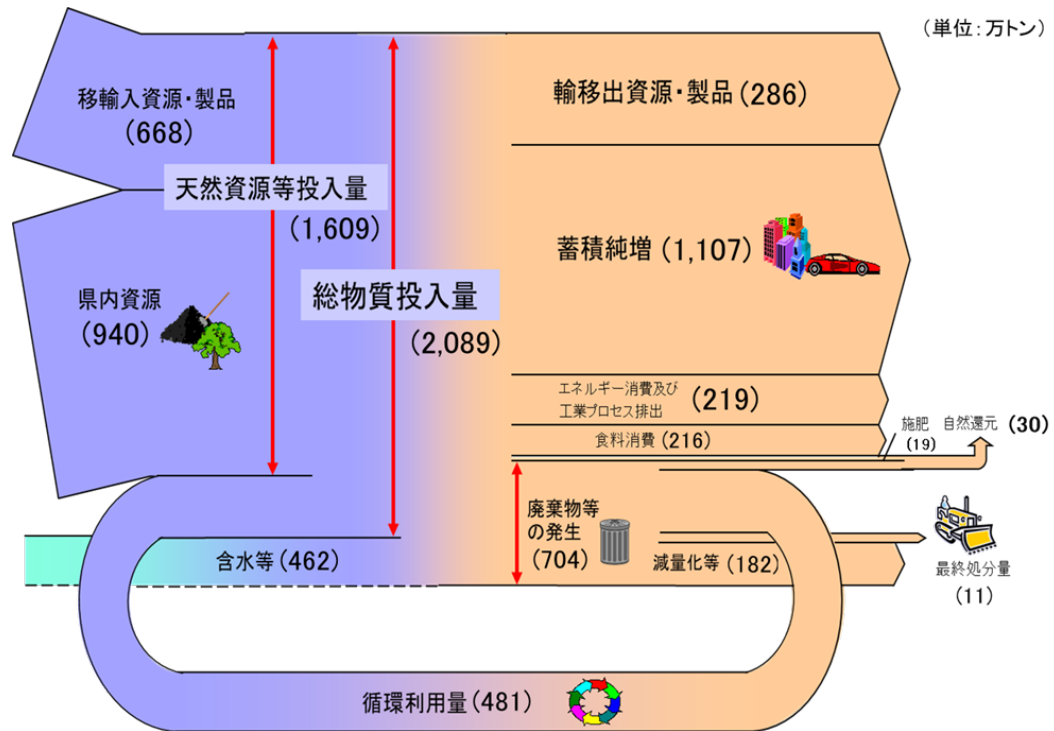 （単位：万トン）
移輸入資源・製品
（668）
輸移出資源・製品（286）
天然資源等投入量
（1,609）
蓄積純増（1,107）
県内資源
（940）
総物質投入量
（2,089）
エネルギー消費及び
工業プロセス排出
（219）
食料消費（216）
施肥
（19）
自然還元（30）
廃棄物等
の発生
（704）
含水等（462）
減量化等（182）
最終処分量
（11）
循環利用量（481）